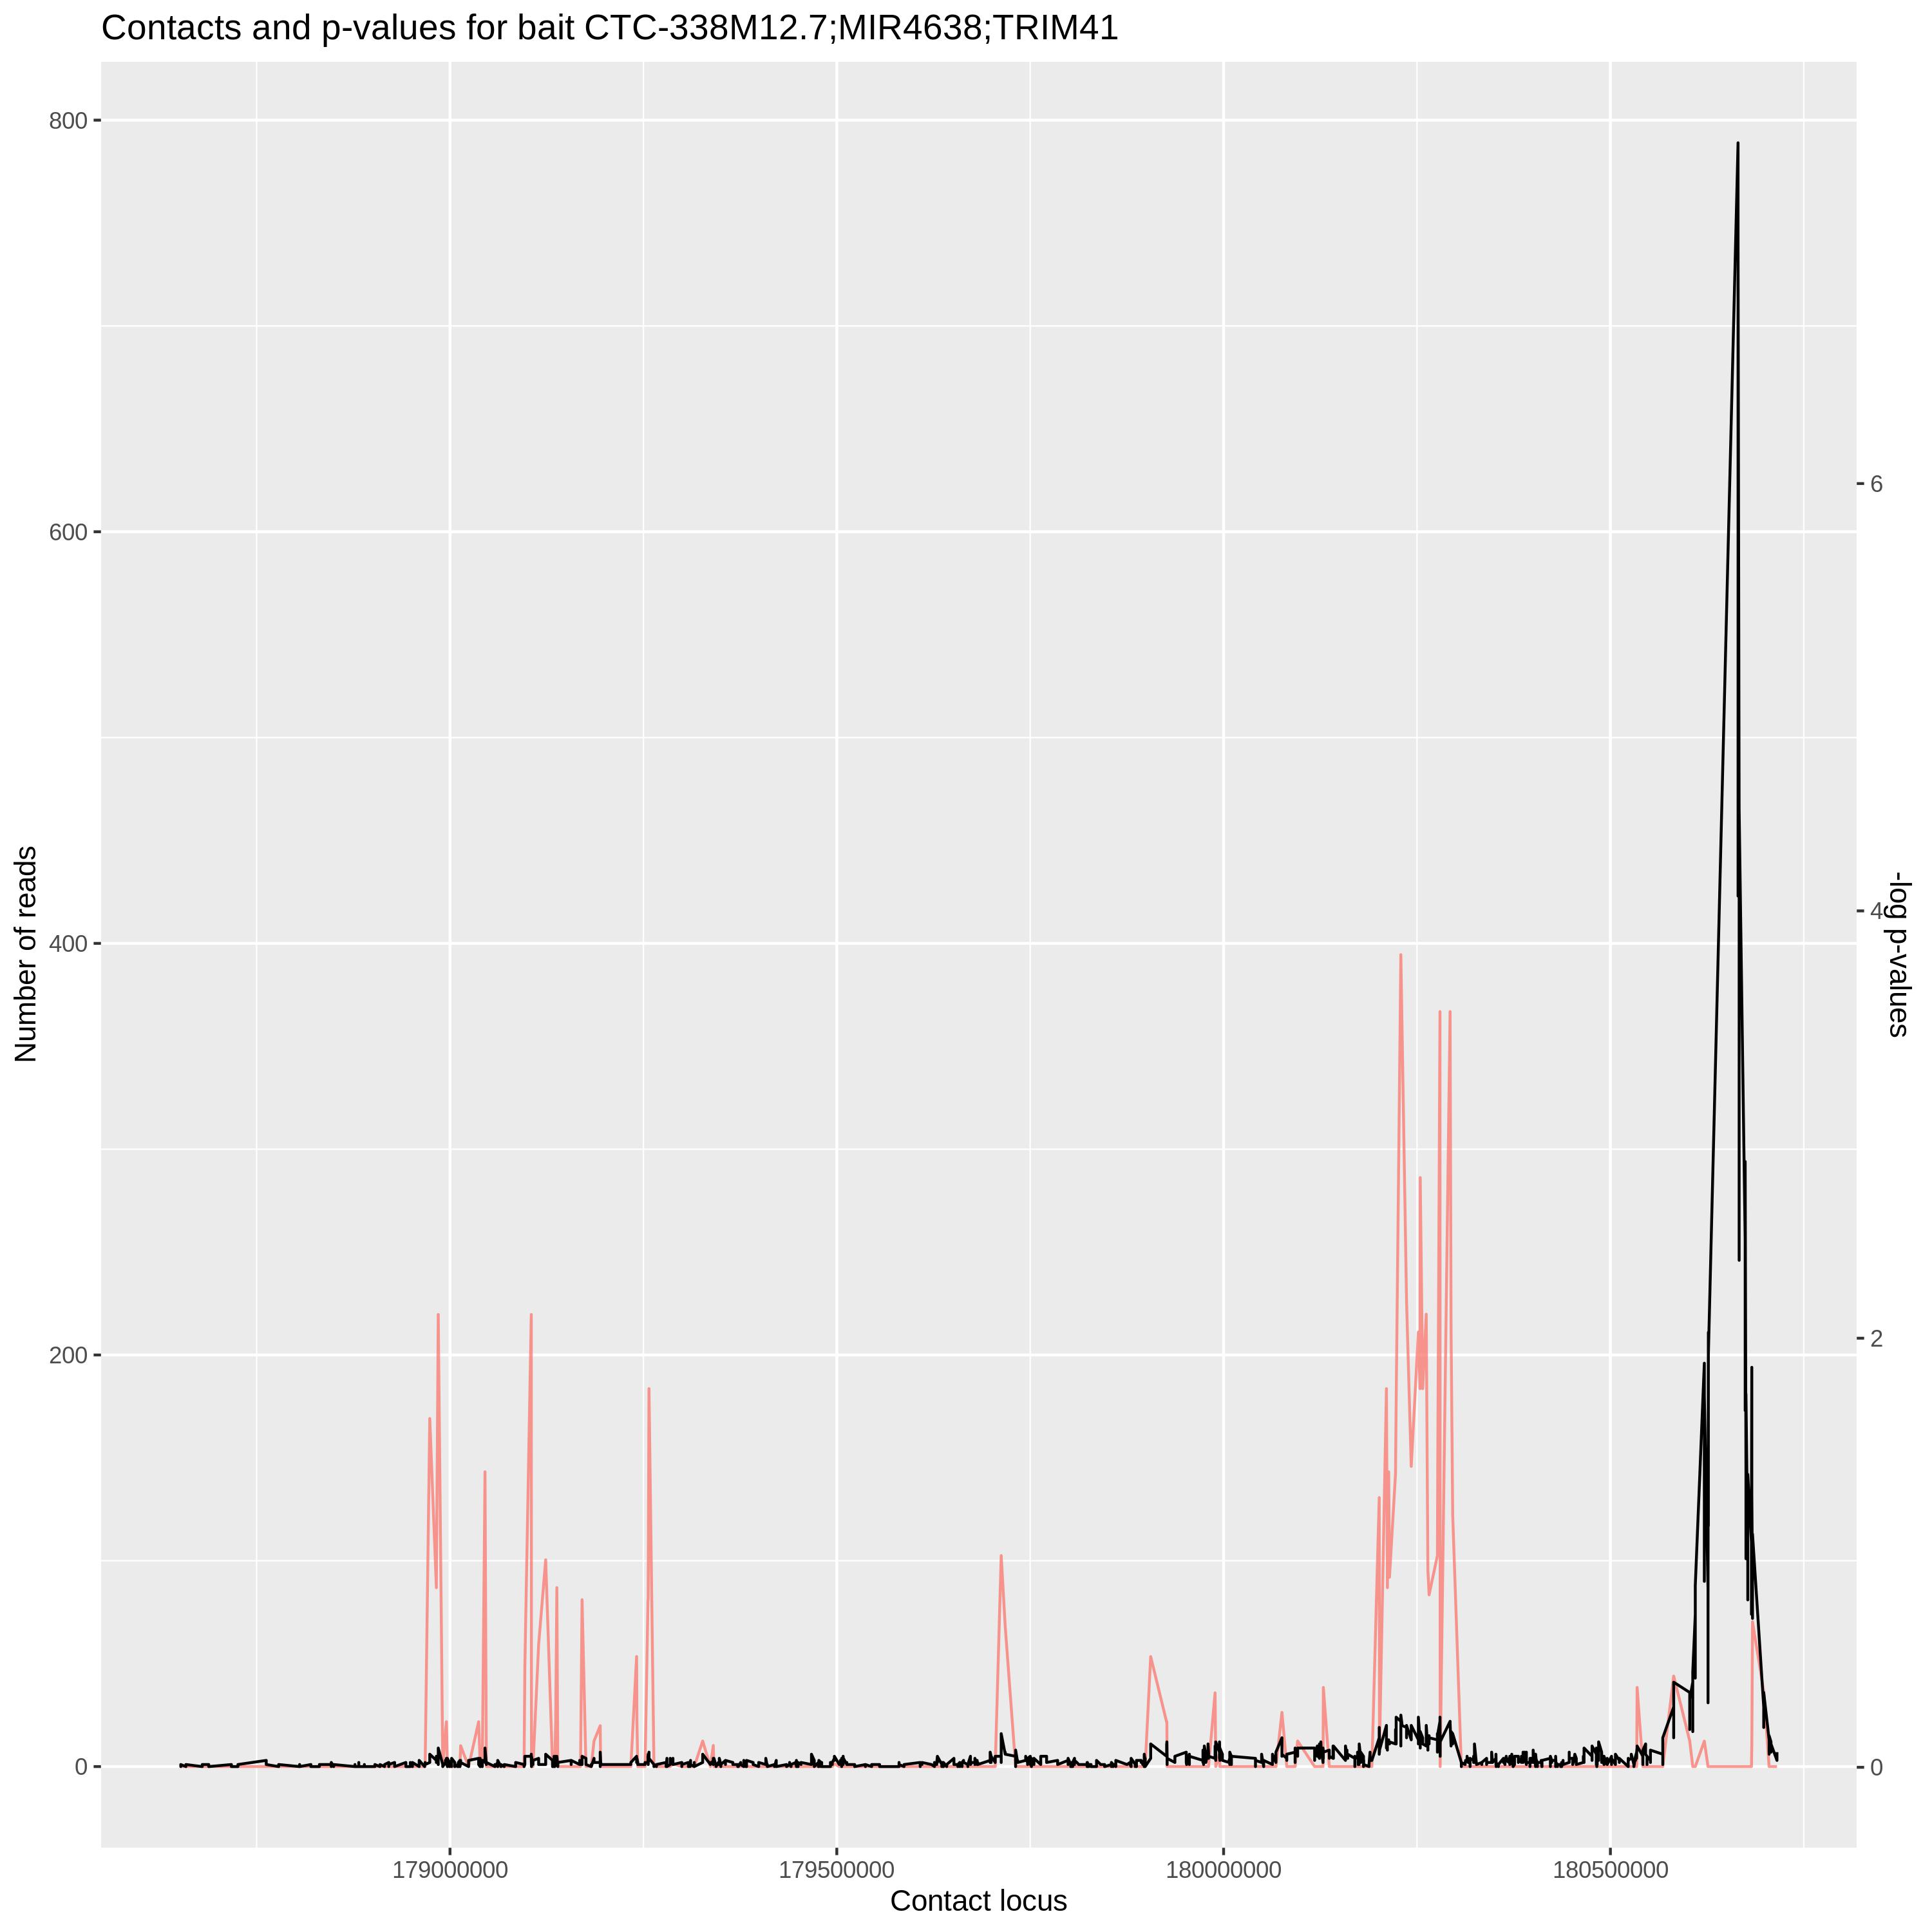 Contacts and p-values for bait CTC-338M12.7;MIR4638;TRIM41
800
600
400
200
0
Number of reads
6
4
2
0
-log p-values
179000000 179500000 180000000 180500000
Contact locus